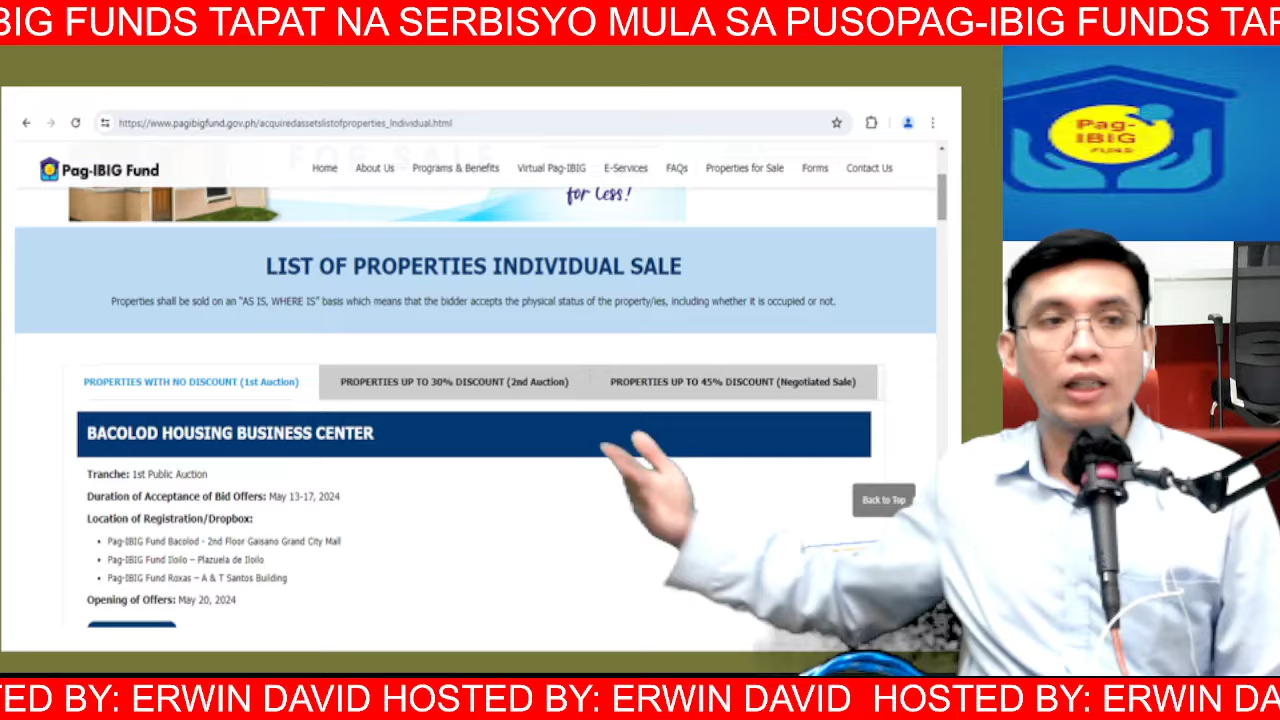 BIG FUNDS TAPAT NA SERBISYO MULA SA PUSOPAG-IBIG FUNDS TAP
https://www.pagibigfund.gov.ph/acquiredassetslistofproperties_Individual.html
Pag-IBIG Fund
Home About Us Programs & Benefits Virtual Pag-IBIG E-Services FAQs Properties for Sale Forms Contact Us
for less!
Pag-
IBIG
FUND
LIST OF PROPERTIES INDIVIDUAL SALE
Properties shall be sold on an "AS IS, WHERE IS" basis which means that the bidder accepts the physical status of the property/ies, including whether it is occupied or not.
PROPERTIES WITH NO DISCOUNT (1st Auction) PROPERTIES UP TO 30% DISCOUNT (2nd Auction) PROPERTIES UP TO 45% DISCOUNT (Negotiated Sale)
BACOLOD HOUSING BUSINESS CENTER
Tranche: 1st Public Auction
Duration of Acceptance of Bid Offers: May 13-17, 2024
Location of Registration/Dropbox:
• Pag-IBIG Fund Bacolod - 2nd Floor Gaisano Grand City Mall
• Pag-IBIG Fund Iloilo – Plazuela de Iloilo
• Pag-IBIG Fund Roxas – A & T Santos Building
Opening of Offers: May 20, 2024
Back to Top
TED BY: ERWIN DAVID HOSTED BY: ERWIN DAVID HOSTED BY: ERWIN DA